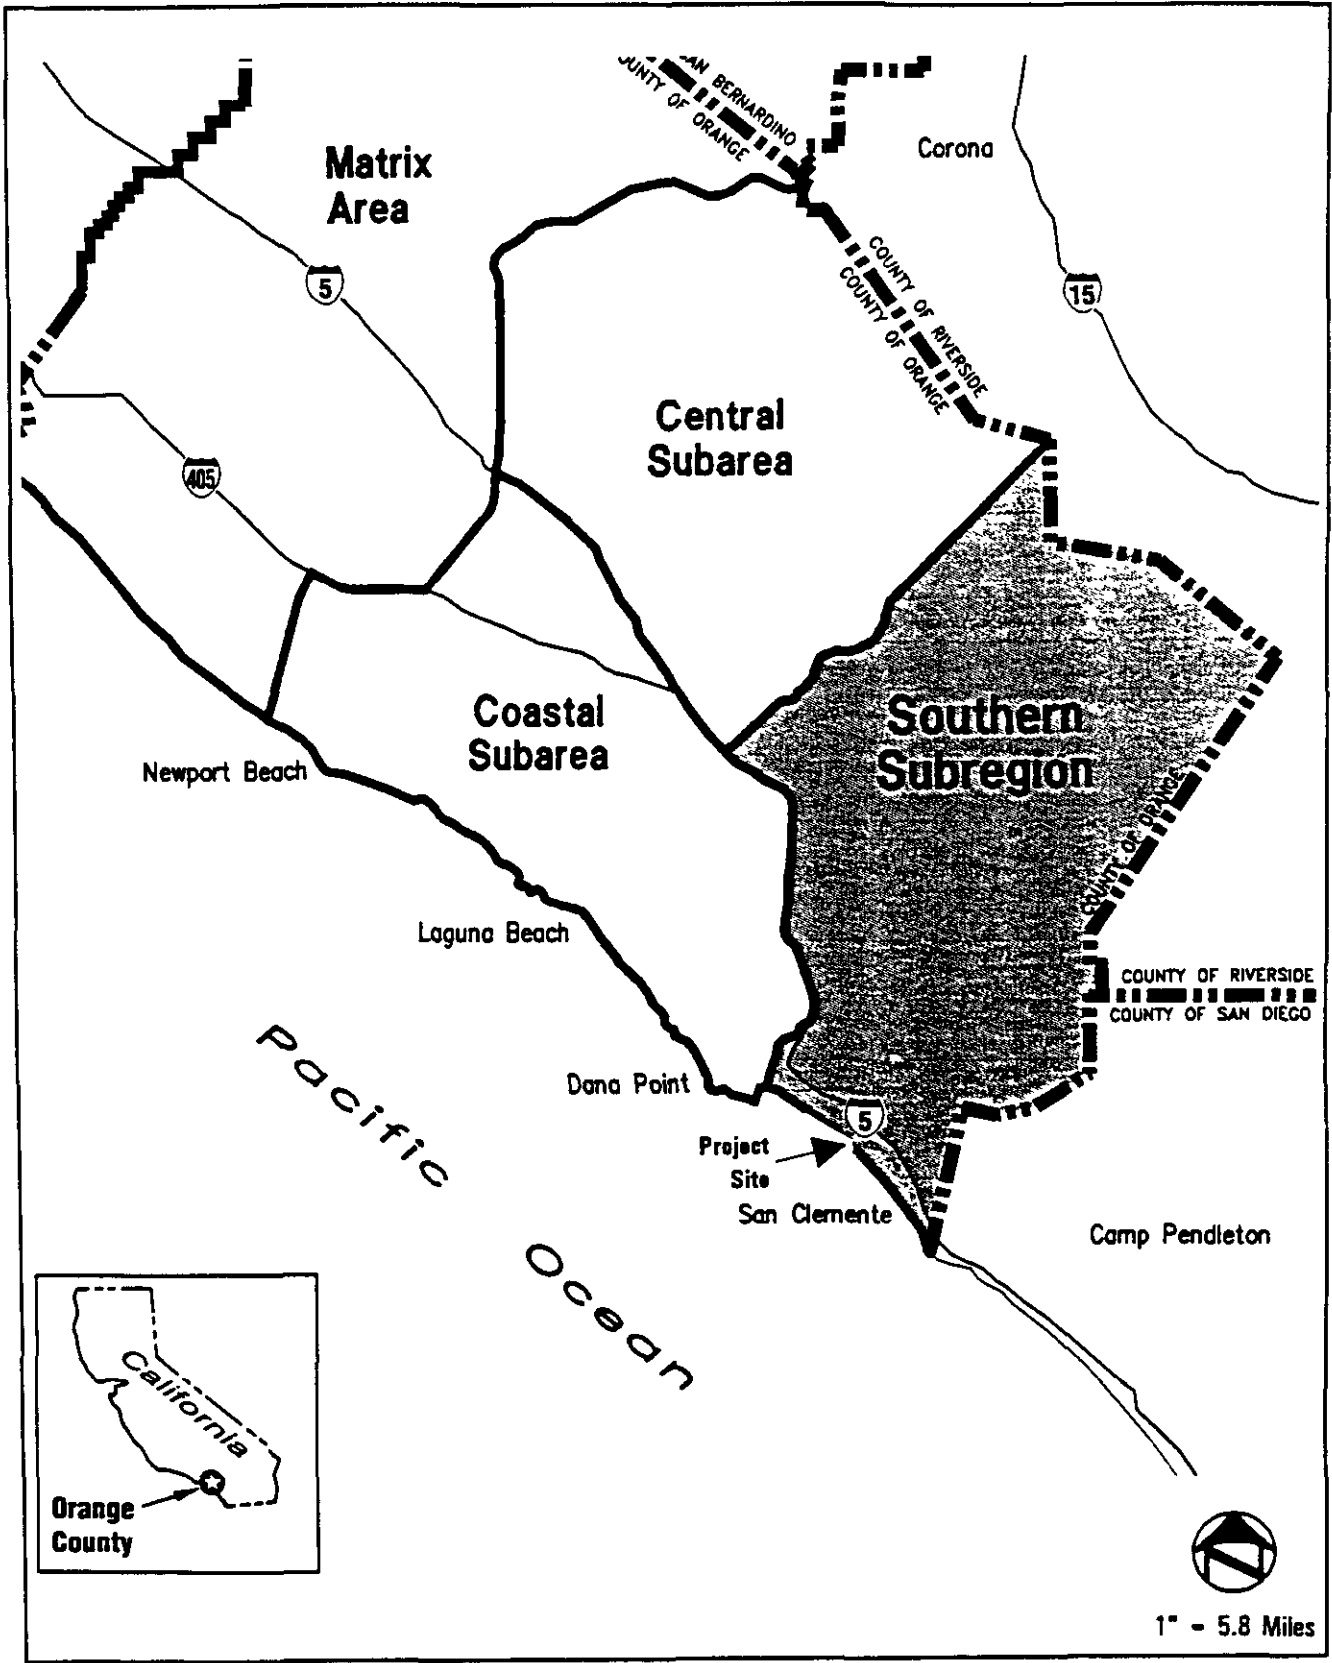 SAN BERNARDINO
COUNTY OF ORANGE
Corona
Matrix
Area
5
COUNTY OF RIVERSIDE
COUNTY OF ORANGE
15
Central
Subarea
405
Southern
Subregion
Coastal
Subarea
Newport Beach
COUNTY OF ORANGE
Laguna Beach
COUNTY OF RIVERSIDE
COUNTY OF SAN DIEGO
Pacific
Ocean
Dana Point
5
Project
Site
San Clemente
Camp Pendleton
California
Orange
County
1" - 5.8 Miles